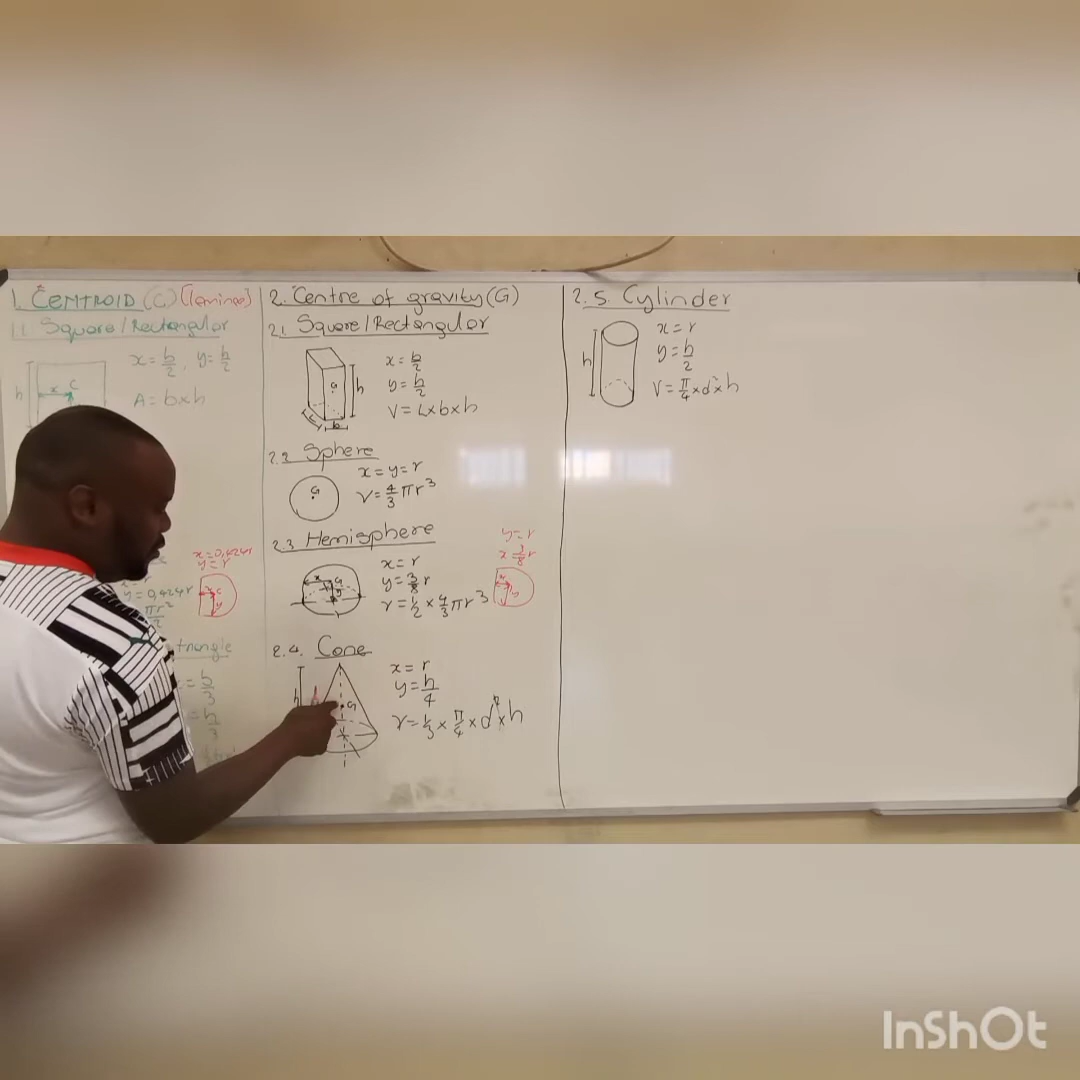 1. CENTROID (C) (laminae)
1.1 Square/Rectangular
x = b/2, y = h/2
A = b×h
h
x
C
x = 0,424r
y = r
y = 0,424r
πr²/2
x
C
y
triangle
= b/3
= h/3
2. Centre of gravity (G)
2.1 Square/Rectangular
G
h
L
b
x = b/2
y = h/2
V = L×b×h
2.2 Sphere
G
x = y = r
V = 4/3 πr³
2.3 Hemisphere
x
G
y
x = r
y = 3/8 r
V = 1/2 × 4/3 πr³
y = r
x 3/8 r
2.4. Cone
h
G
x = r
y = h/4
V = 1/3 × π/4 × d² × h
2.5. Cylinder
h
x = r
y = h/2
V = π/4 × d² × h
InShOt